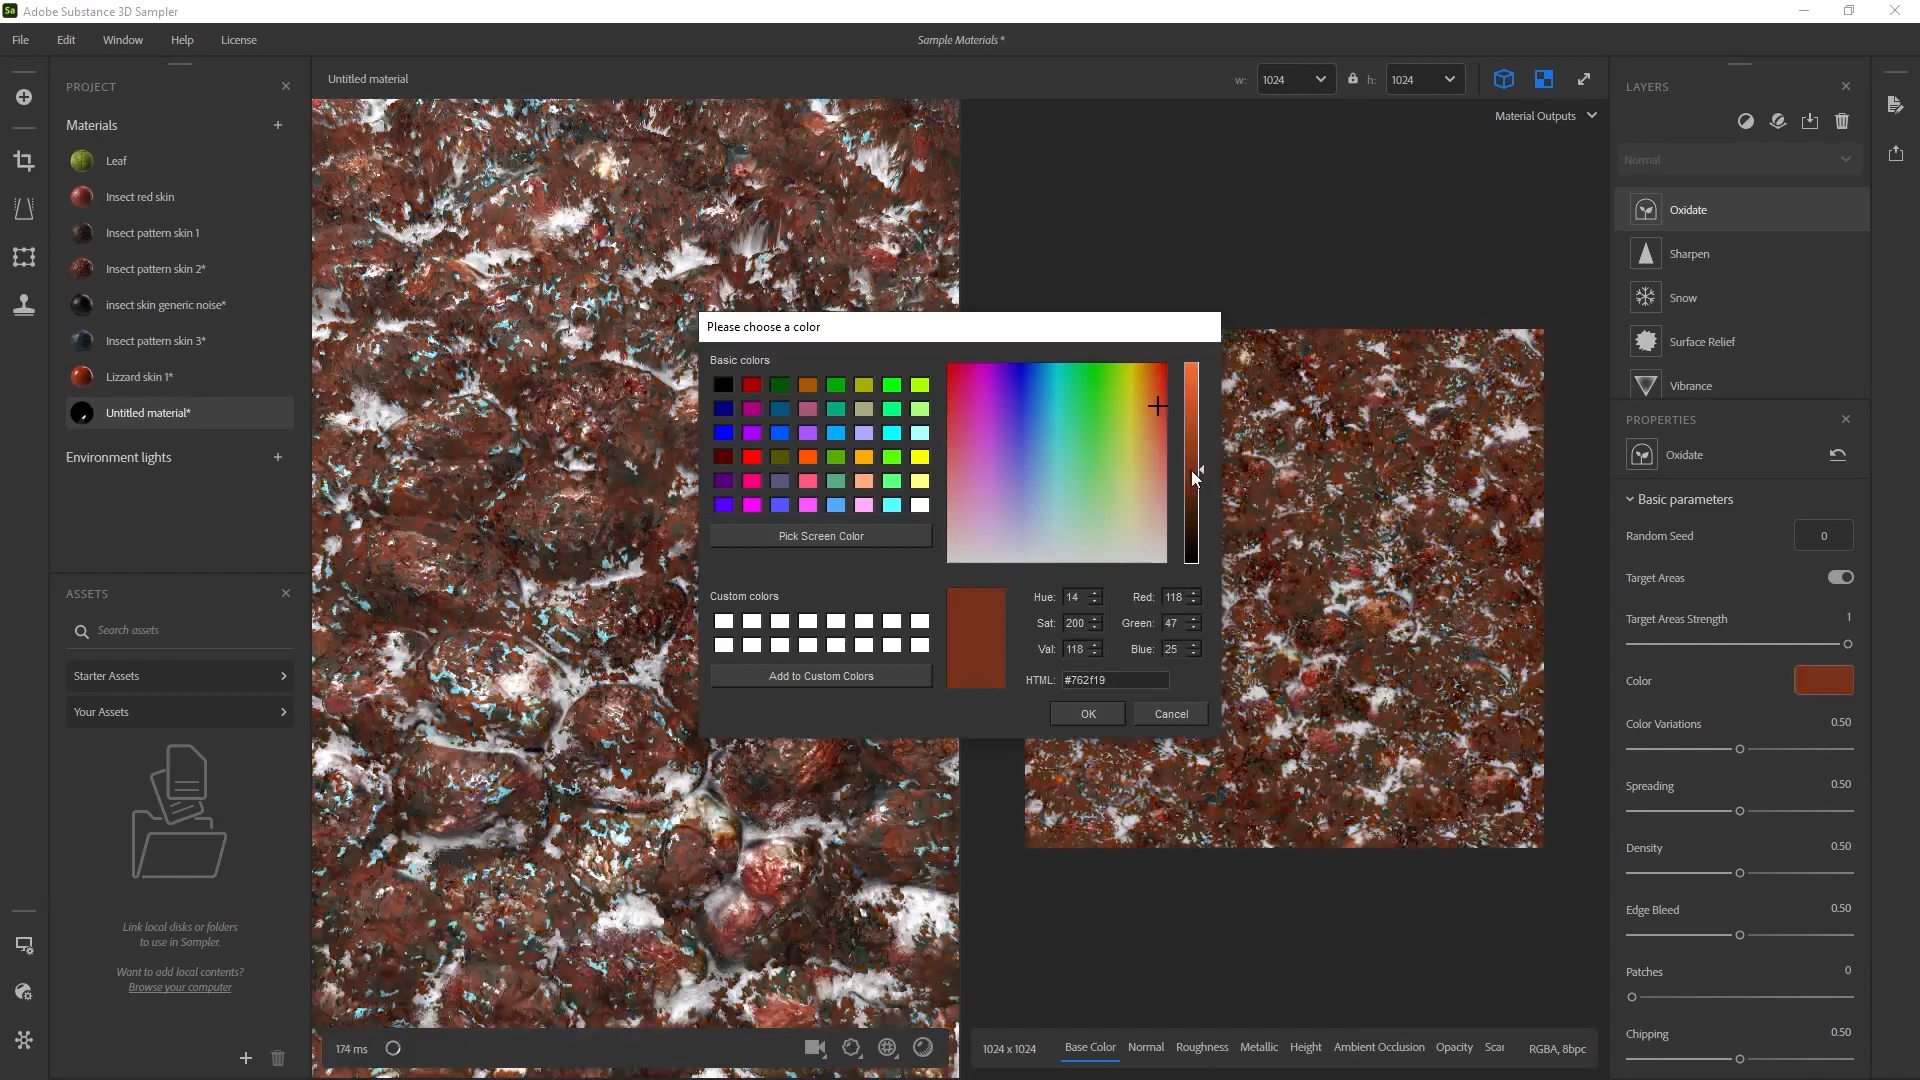 Sa Adobe Substance 3D Sampler
File Edit Window Help License
Sample Materials *
PROJECT
Materials
Leaf
Insect red skin
Insect pattern skin 1
Insect pattern skin 2*
insect skin generic noise*
Insect pattern skin 3*
Lizzard skin 1*
Untitled material*
Environment lights
ASSETS
Search assets
Starter Assets
Your Assets
Link local disks or folders
to use in Sampler.
Want to add local contents?
Browse your computer
Untitled material
w: 1024
h: 1024
Material Outputs
174 ms
Please choose a color
Basic colors
Pick Screen Color
Custom colors
Add to Custom Colors
Hue: 14
Red: 118
Sat: 200
Green: 47
Val: 118
Blue: 25
HTML: #762f19
OK
Cancel
1024 x 1024
Base Color Normal Roughness Metallic Height Ambient Occlusion Opacity Scar
RGBA, 8bpc
LAYERS
Normal
Oxidate
Sharpen
Snow
Surface Relief
Vibrance
PROPERTIES
Oxidate
Basic parameters
Random Seed 0
Target Areas
Target Areas Strength 1
Color
Color Variations 0.50
Spreading 0.50
Density 0.50
Edge Bleed 0.50
Patches 0
Chipping 0.50